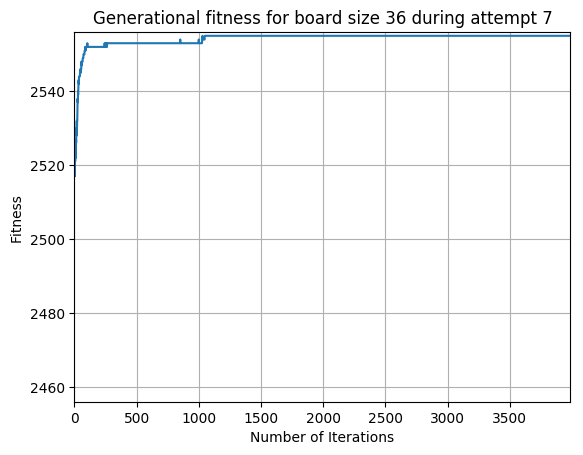 Generational fitness for board size 36 during attempt 7
Fitness
2540
2520
2500
2480
2460
0 500 1000 1500 2000 2500 3000 3500
Number of Iterations